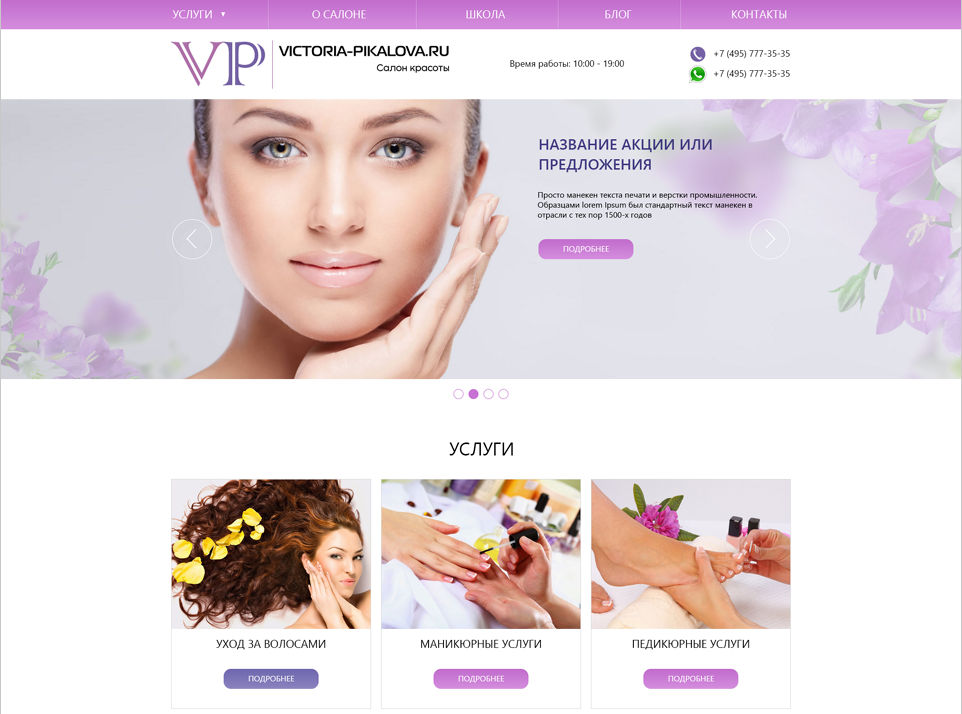 УСЛУГИ ▼ О САЛОНЕ ШКОЛА БЛОГ КОНТАКТЫ
VP VICTORIA-PIKALOVA.RU
Салон красоты
Время работы: 10:00 - 19:00
+7 (495) 777-35-35
+7 (495) 777-35-35
НАЗВАНИЕ АКЦИИ ИЛИ
ПРЕДЛОЖЕНИЯ
Просто манекен текста печати и верстки промышленности.
Образцами lorem Ipsum был стандартный текст манекен в
отрасли с тех пор 1500-х годов
ПОДРОБНЕЕ
УСЛУГИ
УХОД ЗА ВОЛОСАМИ
ПОДРОБНЕЕ
МАНИКЮРНЫЕ УСЛУГИ
ПОДРОБНЕЕ
ПЕДИКЮРНЫЕ УСЛУГИ
ПОДРОБНЕЕ